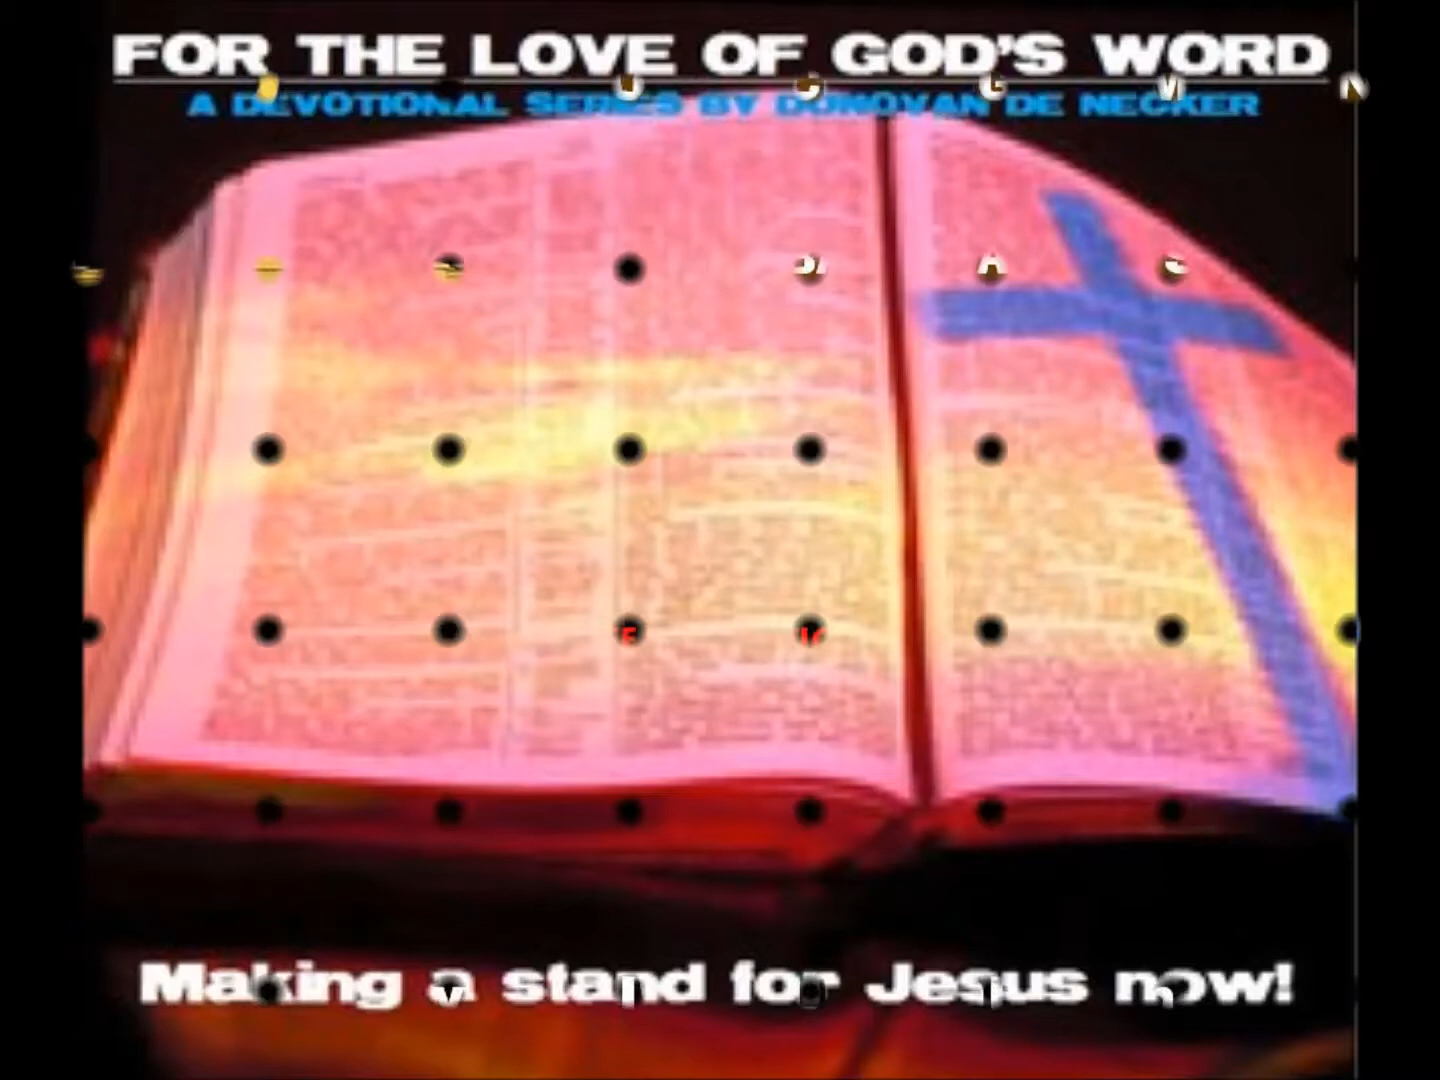 FOR THE LOVE OF GOD'S WORD
A DEVOTIONAL SERIES BY DONOVAN DE NECKER
Making a stand for Jesus now!